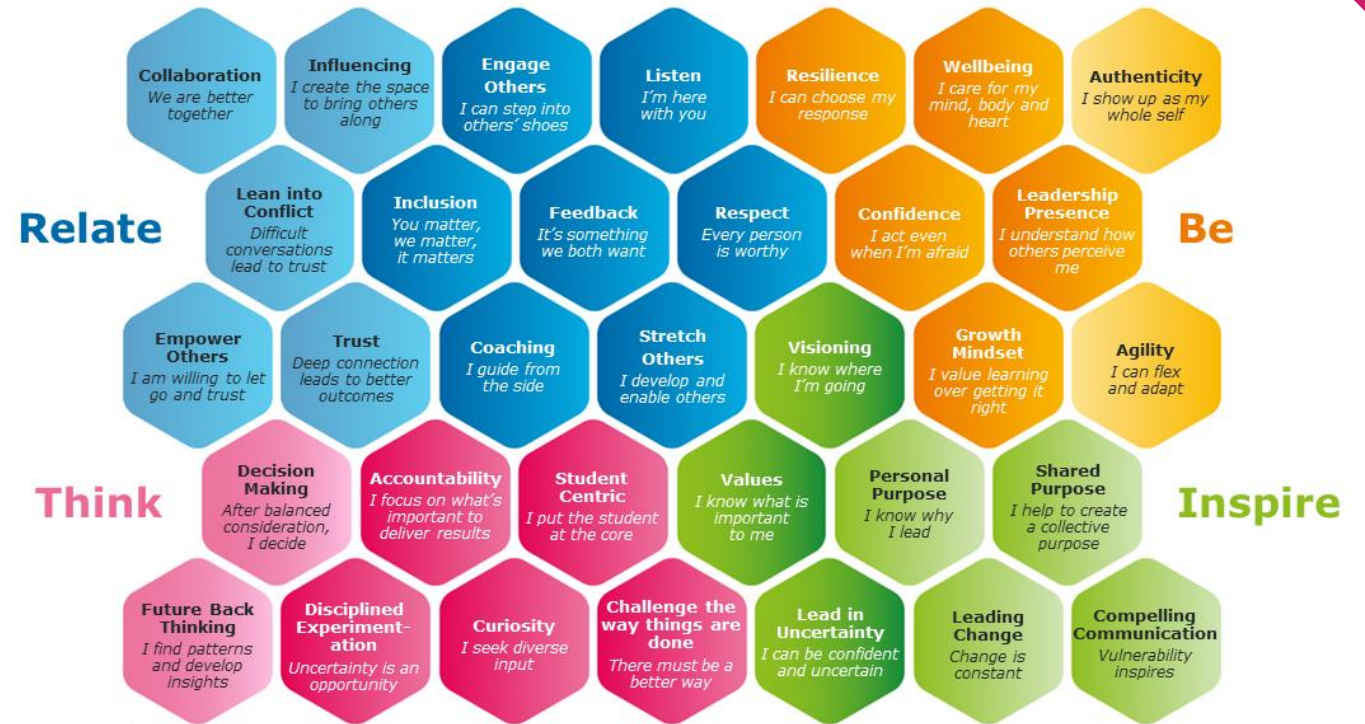 Collaboration
We are better
together
Influencing
I create the space
to bring others
along
Engage
Others
I can step into
others' shoes
Listen
I'm here
with you
Resilience
I can choose my
response
Wellbeing
I care for my
mind, body and
heart
Authenticity
I show up as my
whole self
Relate
Lean into
Conflict
Difficult
conversations
lead to trust
Inclusion
You matter,
we matter,
it matters
Feedback
It's something
we both want
Respect
Every person
is worthy
Confidence
I act even
when I'm afraid
Leadership
Presence
I understand how
others perceive
me
Be
Empower
Others
I am willing to let
go and trust
Trust
Deep connection
leads to better
outcomes
Coaching
I guide from
the side
Stretch
Others
I develop and
enable others
Visioning
I know where
I'm going
Growth
Mindset
I value learning
over getting it
right
Agility
I can flex
and adapt
Think
Decision
Making
After balanced
consideration,
I decide
Accountability
I focus on what's
important to
deliver results
Student
Centric
I put the student
at the core
Values
I know what is
important
to me
Personal
Purpose
I know why
I lead
Shared
Purpose
I help to create
a collective
purpose
Inspire
Future Back
Thinking
I find patterns
and develop
insights
Disciplined
Experiment-
ation
Uncertainty is an
opportunity
Curiosity
I seek diverse
input
Challenge the
way things are
done
There must be a
better way
Lead in
Uncertainty
I can be confident
and uncertain
Leading
Change
Change is
constant
Compelling
Communication
Vulnerability
inspires